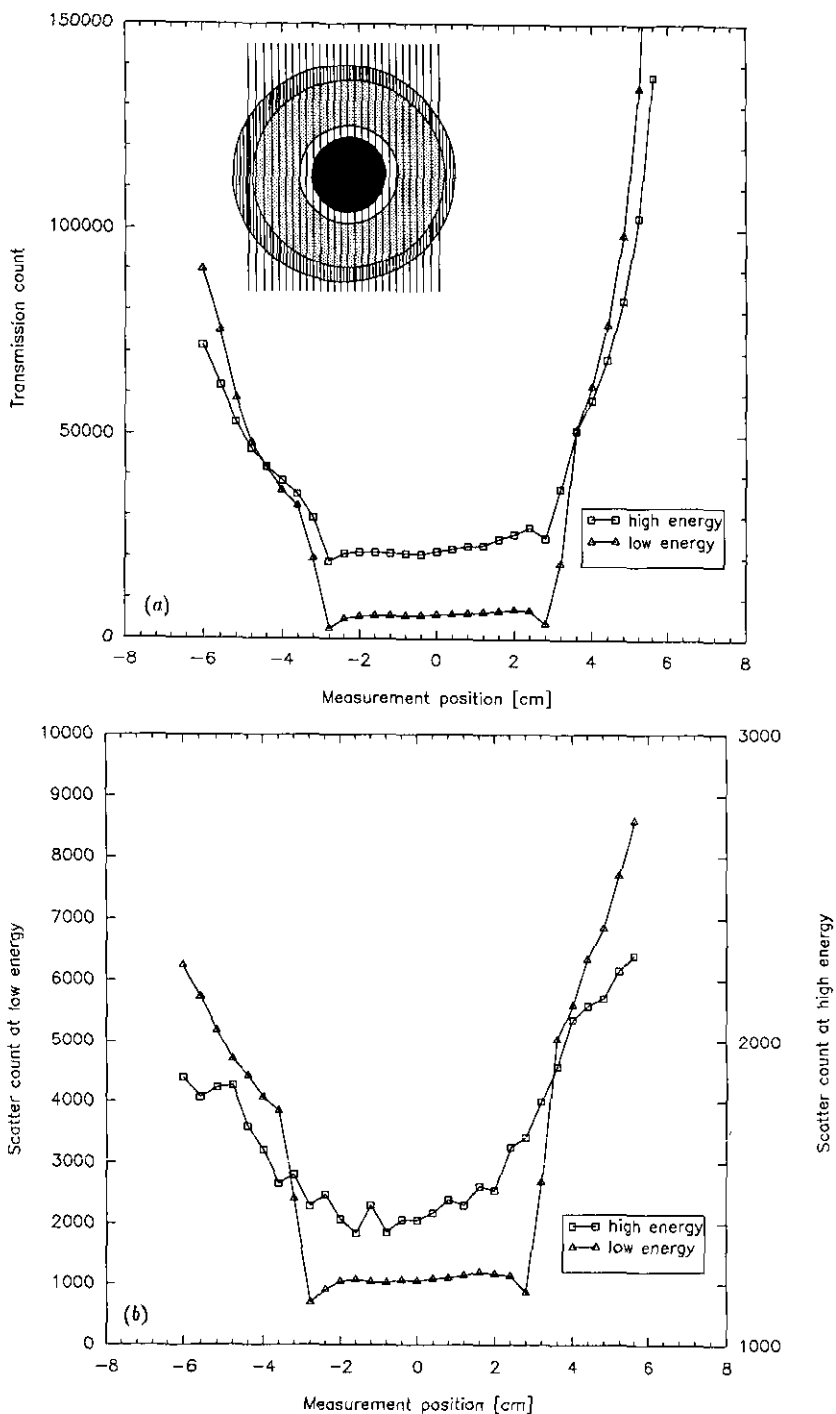 150000
100000
50000
0
Transmission count
high energy
low energy
(a)
-8 -6 -4 -2 0 2 4 6 8
Measurement position [cm]
10000 3000
9000
8000
7000
6000
5000 2000
4000
3000
2000
1000
0 1000
Scatter count at low energy
Scatter count at high energy
high energy
low energy
(b)
-8 -6 -4 -2 0 2 4 6 8
Measurement position [cm]